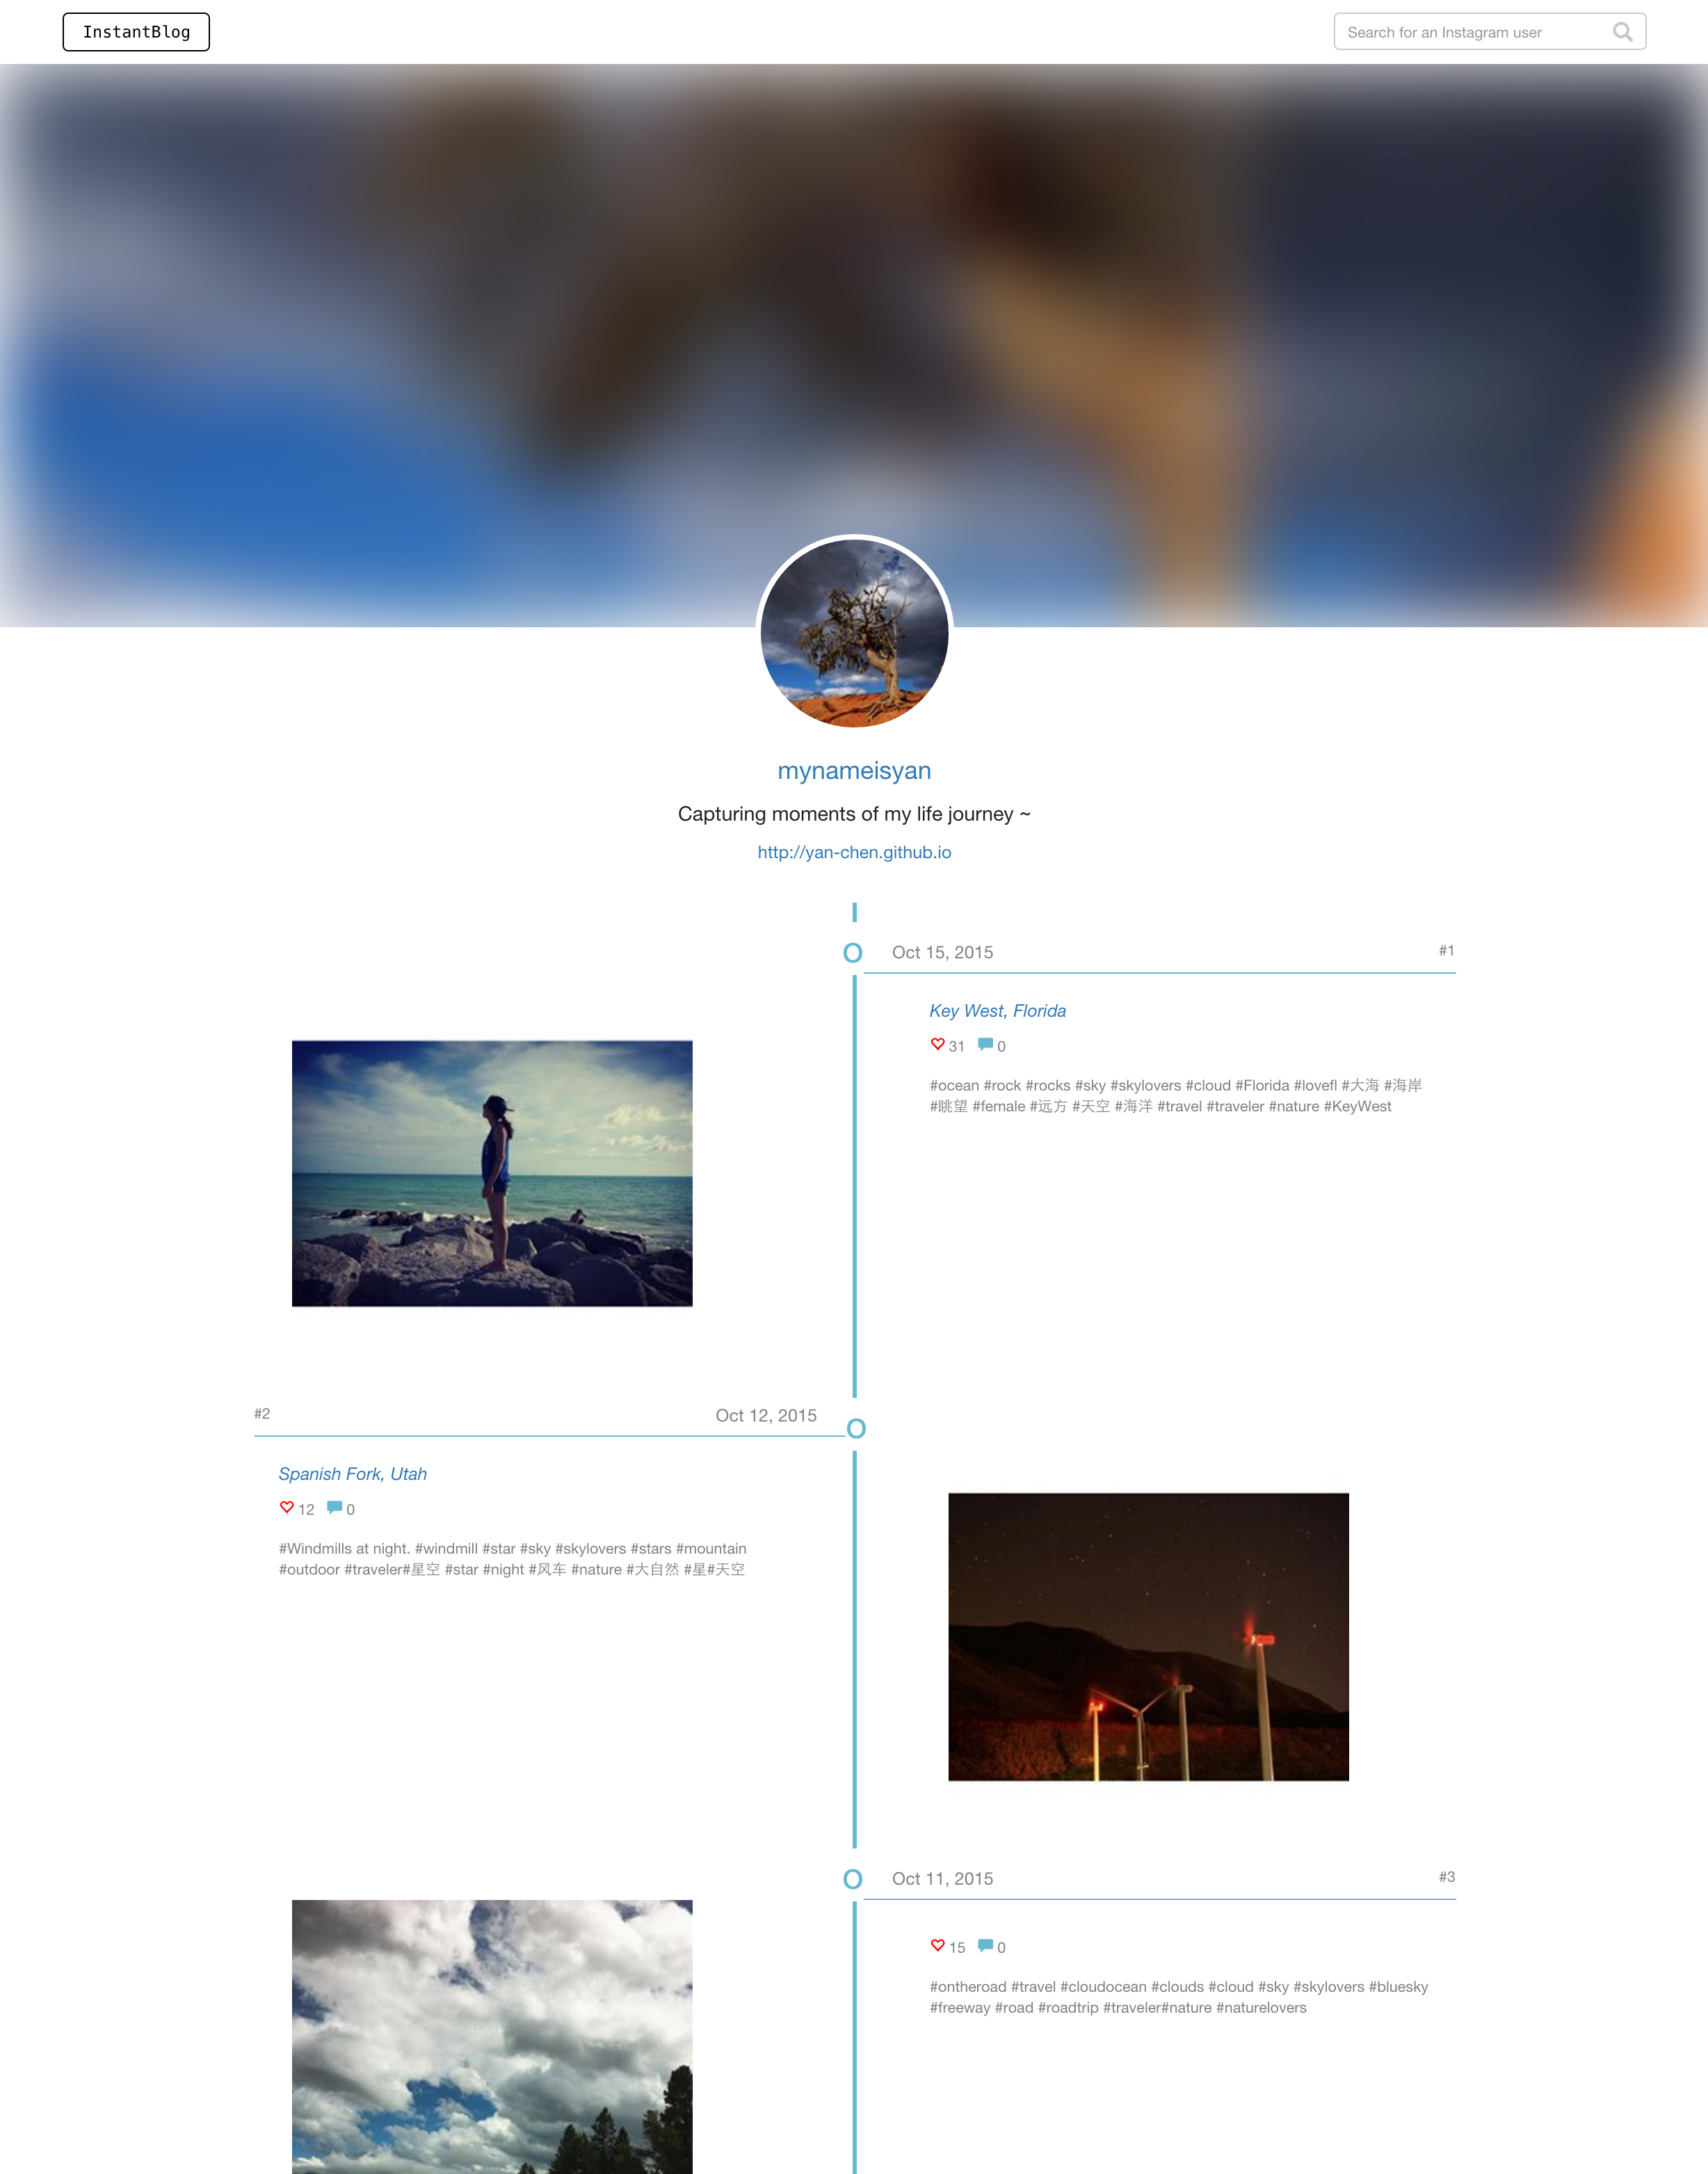 InstantBlog
Search for an Instagram user
mynameisyan
Capturing moments of my life journey ~
http://yan-chen.github.io
Oct 15, 2015
#1
Key West, Florida
31 0
#ocean #rock #rocks #sky #skylovers #cloud #Florida #lovefl #大海 #海岸
#眺望 #female #远方 #天空 #海洋 #travel #traveler #nature #KeyWest
#2
Oct 12, 2015
Spanish Fork, Utah
12 0
#Windmills at night. #windmill #star #sky #skylovers #stars #mountain
#outdoor #traveler#星空 #star #night #风车 #nature #大自然 #星#天空
Oct 11, 2015
#3
15 0
#ontheroad #travel #cloudocean #clouds #cloud #sky #skylovers #bluesky
#freeway #road #roadtrip #traveler#nature #naturelovers